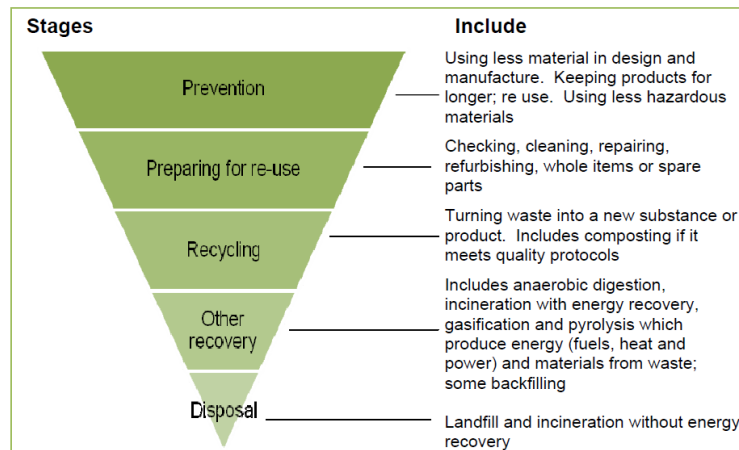 Stages
Include
Prevention
Using less material in design and
manufacture. Keeping products for
longer; re use. Using less hazardous
materials
Preparing for re-use
Checking, cleaning, repairing,
refurbishing, whole items or spare
parts
Recycling
Turning waste into a new substance or
product. Includes composting if it
meets quality protocols
Other
recovery
Includes anaerobic digestion,
incineration with energy recovery,
gasification and pyrolysis which
produce energy (fuels, heat and
power) and materials from waste;
some backfilling
Disposal
Landfill and incineration without energy
recovery